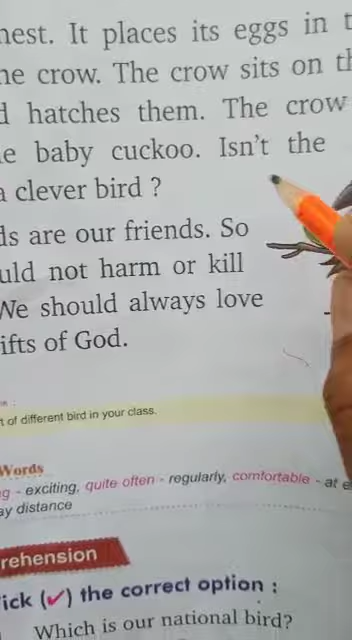 nest. It places its eggs in t
he crow. The crow sits on th
d hatches them. The crow
e baby cuckoo. Isn't the
a clever bird ?
ds are our friends. So
uld not harm or kill
We should always love
ifts of God.
t of different bird in your class.
Words
g - exciting, quite often - regularly, comfortable - at e
ay distance
rehension
ick (✓) the correct option :
Which is our national bird?